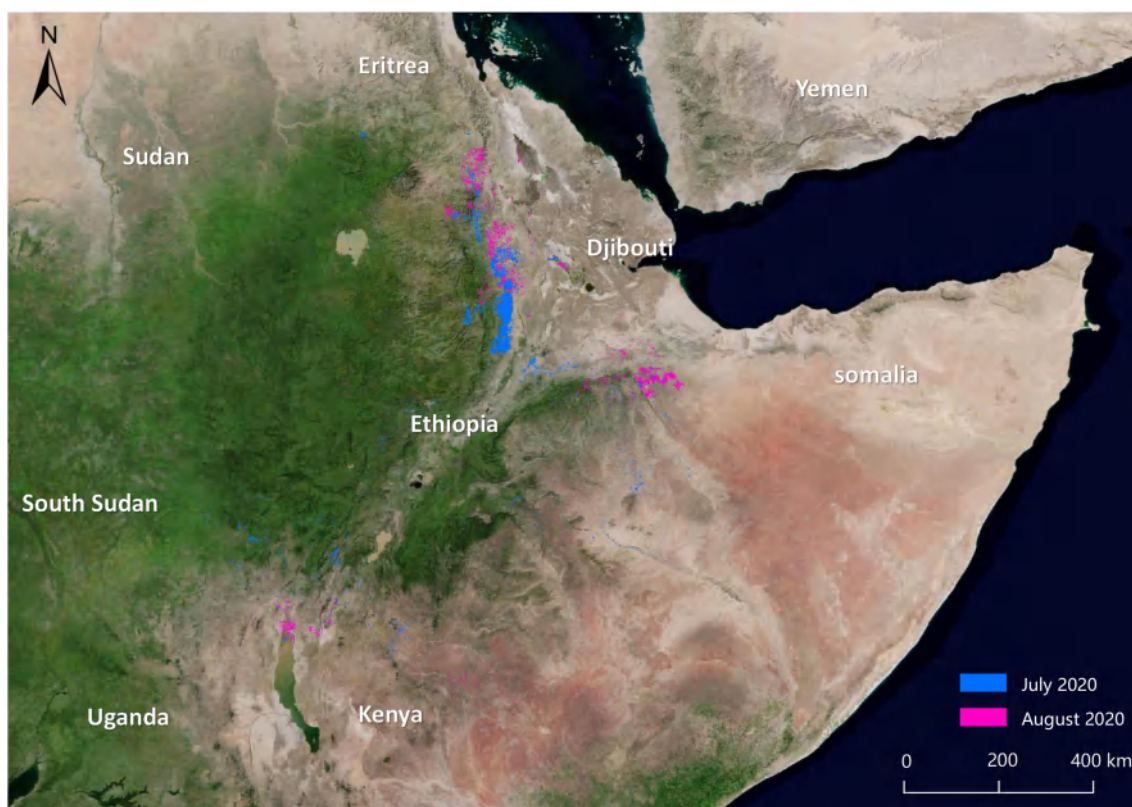 N
Eritrea
Yemen
Sudan
Djibouti
somalia
Ethiopia
South Sudan
July 2020
August 2020
Uganda
Kenya
0 200 400 km